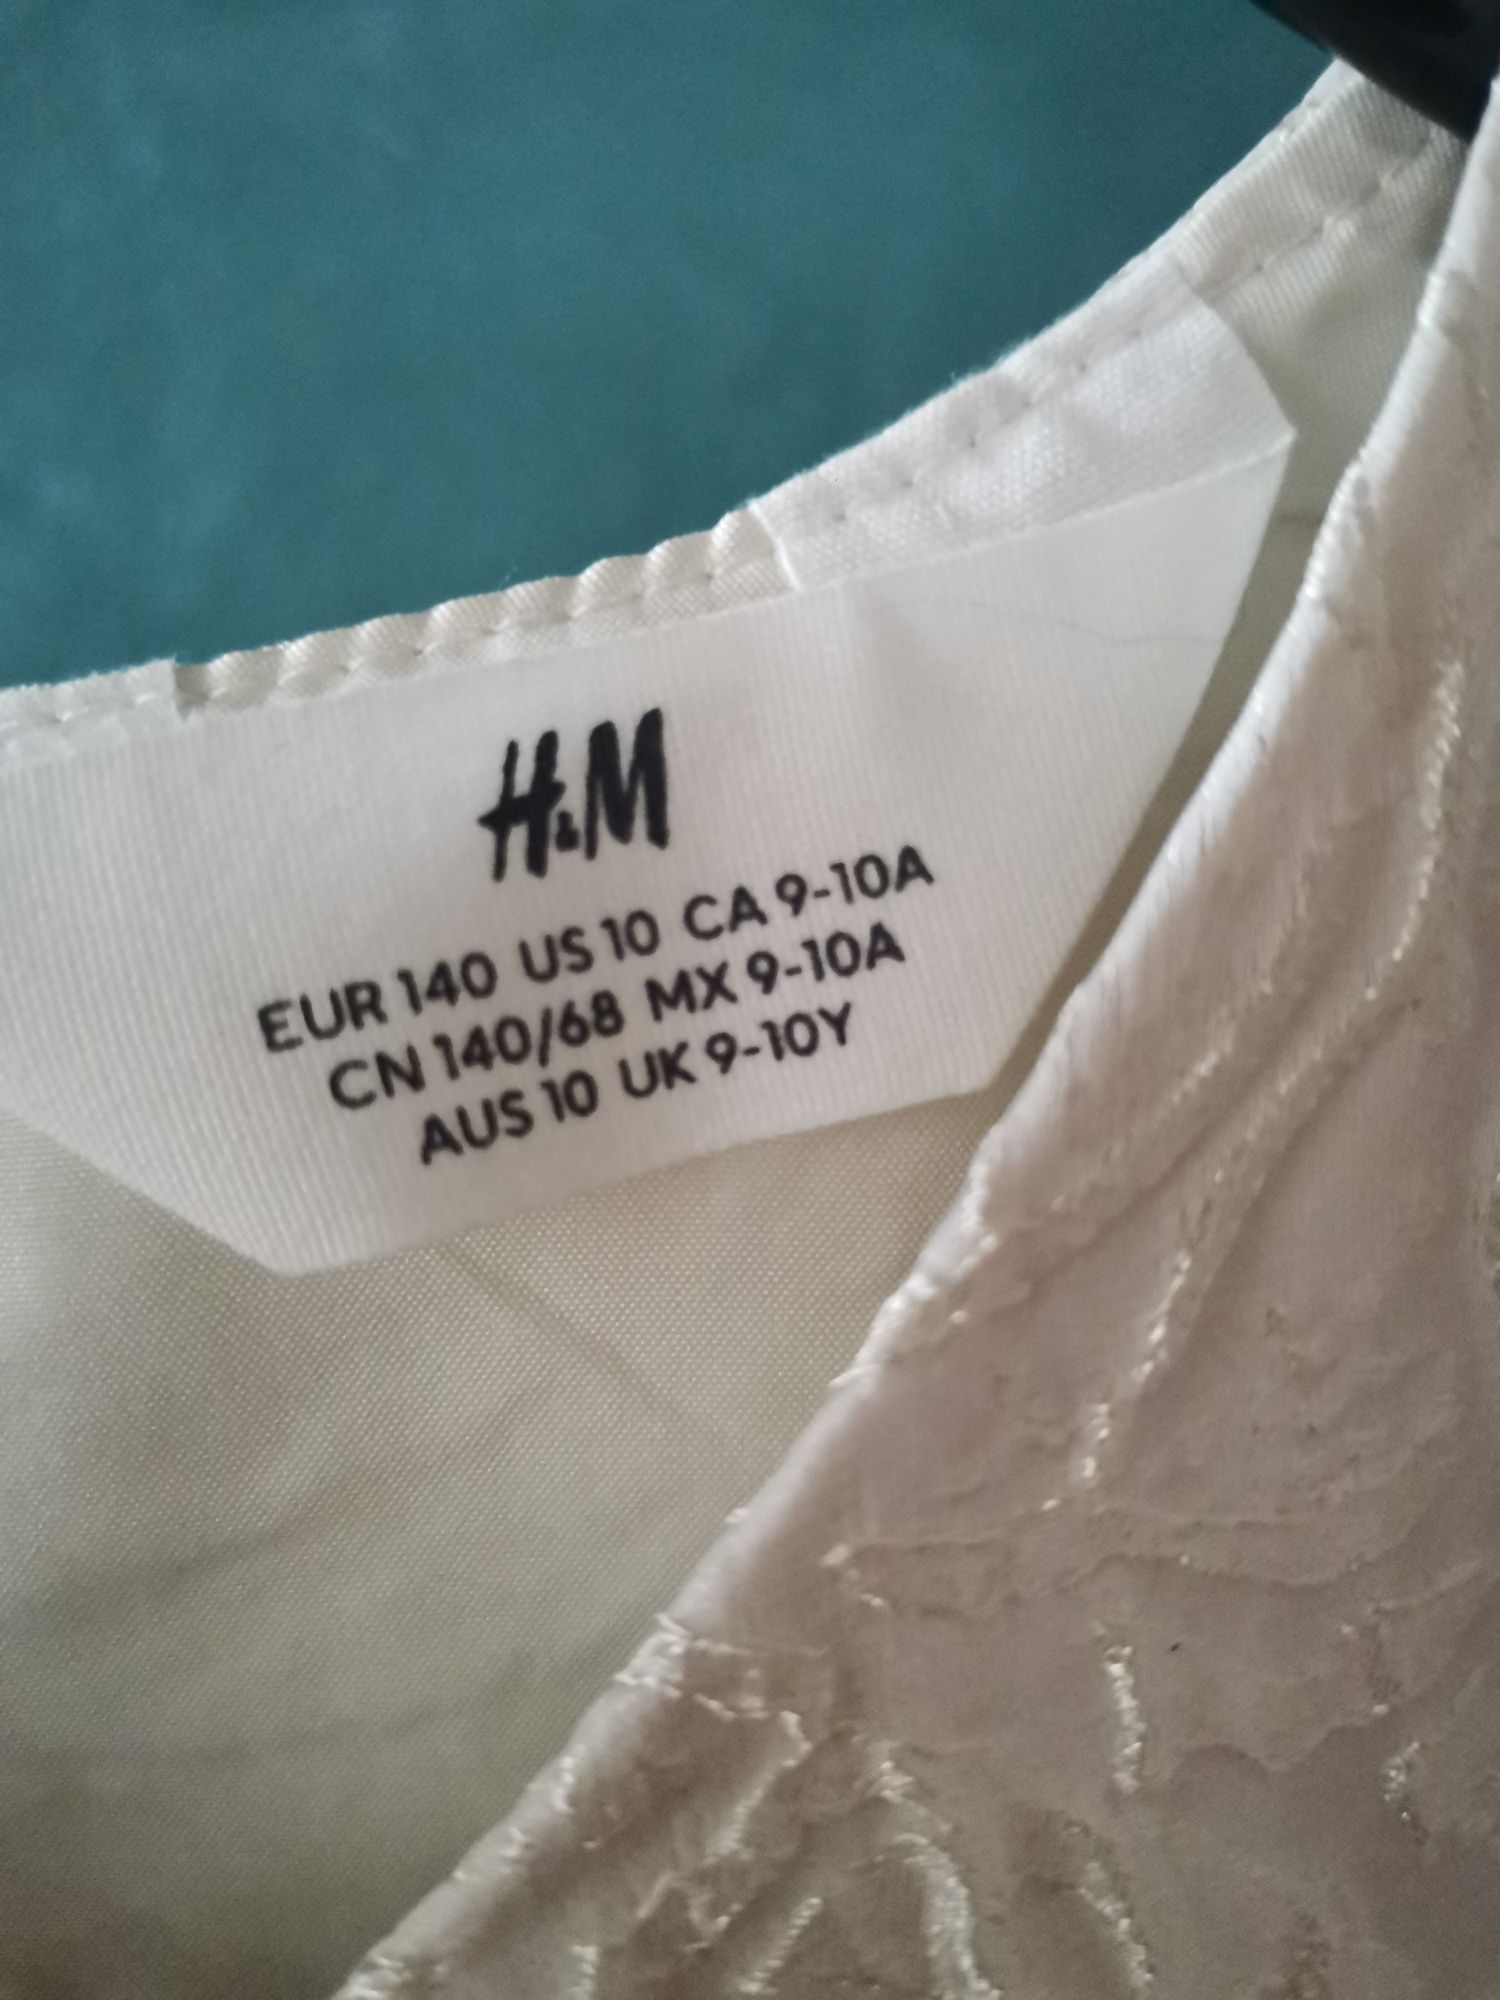 H&M
EUR 140 US 10 CA 9-10A
CN 140/68 MX 9-10A
AUS 10 UK 9-10Y